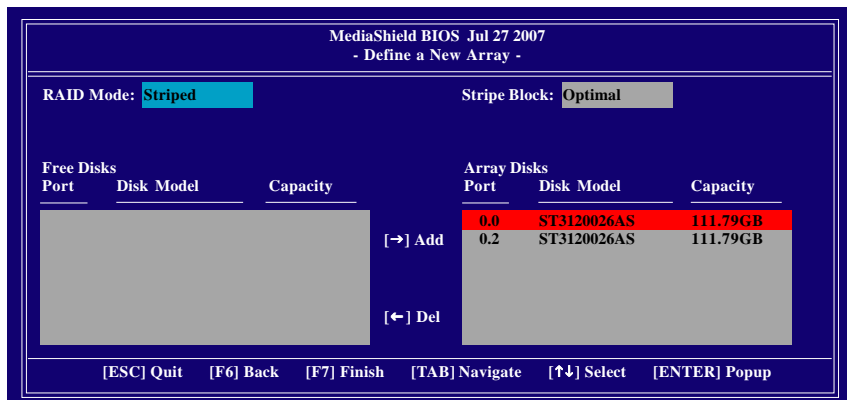 MediaShield BIOS Jul 27 2007
- Define a New Array -
RAID Mode: Striped
Stripe Block: Optimal
Free Disks
Port Disk Model Capacity
Array Disks
Port Disk Model Capacity
0.0 ST3120026AS 111.79GB
0.2 ST3120026AS 111.79GB
[→] Add
[←] Del
[ESC] Quit [F6] Back [F7] Finish [TAB] Navigate [↑↓] Select [ENTER] Popup